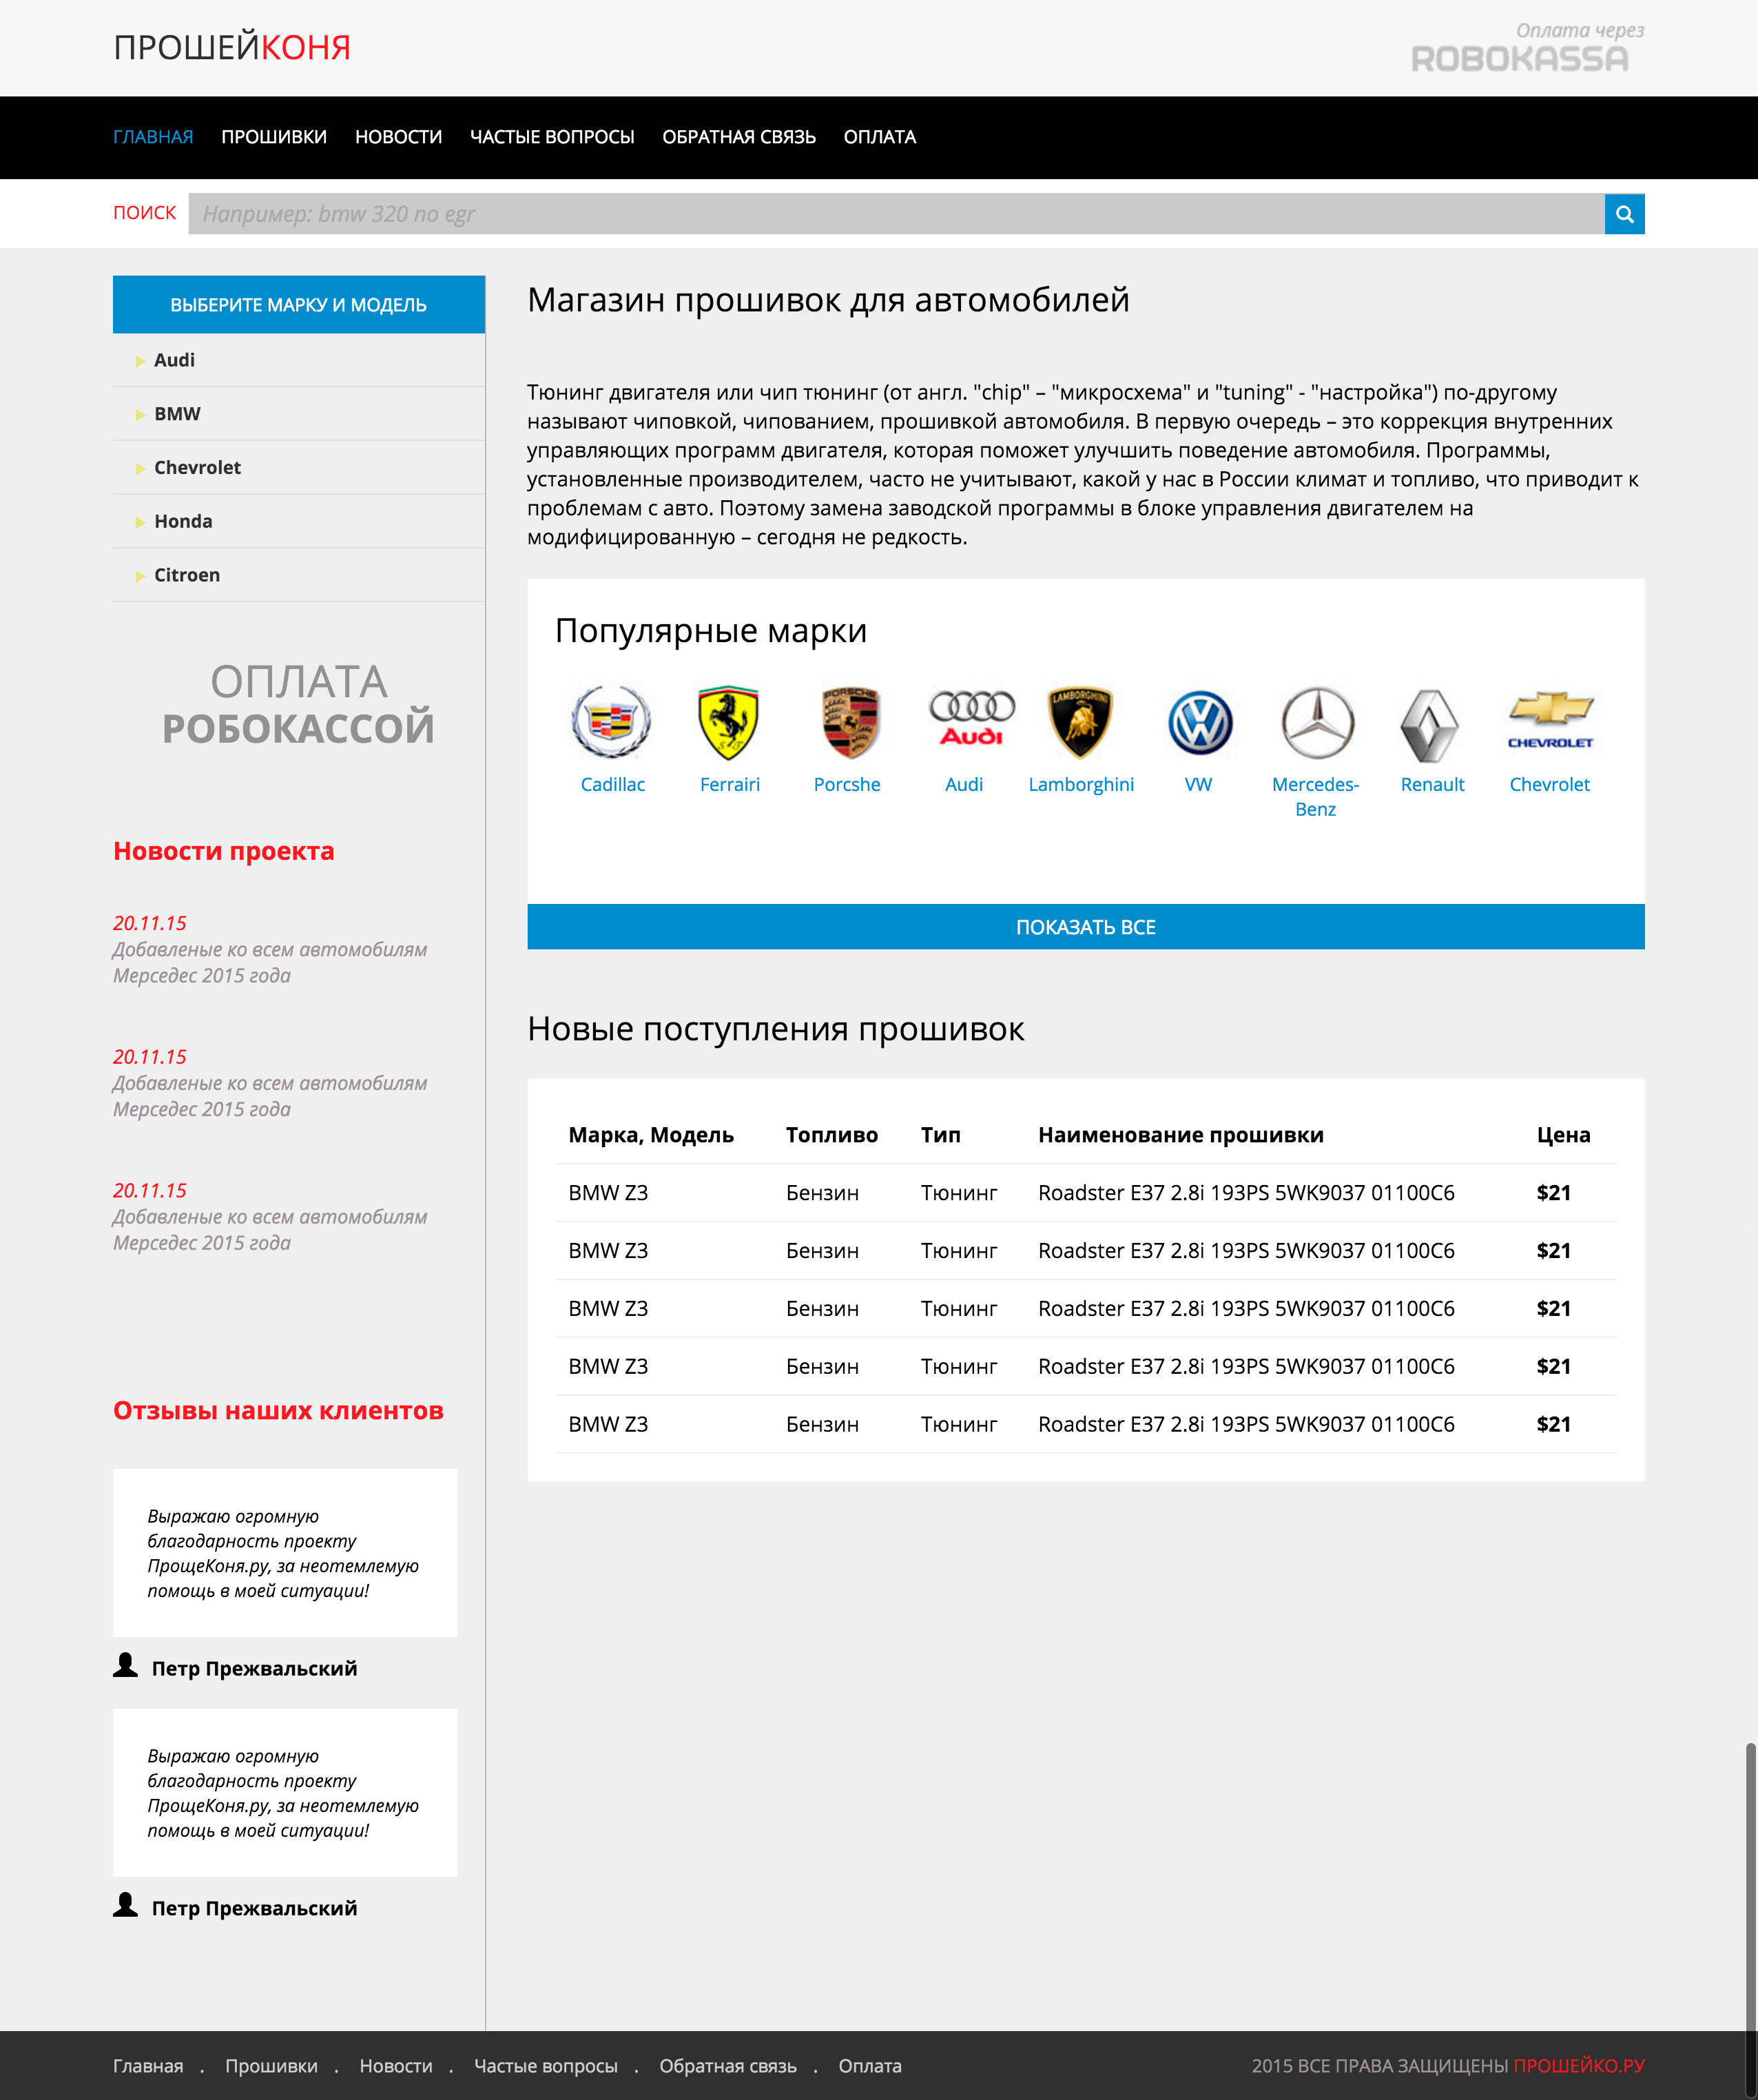 ПРОШЕЙКОНЯ
Оплата через
ROBOKASSA
ГЛАВНАЯ ПРОШИВКИ НОВОСТИ ЧАСТЫЕ ВОПРОСЫ ОБРАТНАЯ СВЯЗЬ ОПЛАТА
ПОИСК Например: bmw 320 no egr
ВЫБЕРИТЕ МАРКУ И МОДЕЛЬ
Audi
BMW
Chevrolet
Honda
Citroen
ОПЛАТА
РОБОКАССОЙ
Новости проекта
20.11.15
Добавленые ко всем автомобилям
Мерседес 2015 года
20.11.15
Добавленые ко всем автомобилям
Мерседес 2015 года
20.11.15
Добавленые ко всем автомобилям
Мерседес 2015 года
Отзывы наших клиентов
Выражаю огромную
благодарность проекту
ПрощеКоня.ру, за неотемлемую
помощь в моей ситуации!
Петр Прежвальский
Выражаю огромную
благодарность проекту
ПрощеКоня.ру, за неотемлемую
помощь в моей ситуации!
Петр Прежвальский
Магазин прошивок для автомобилей
Тюнинг двигателя или чип тюнинг (от англ. "chip" – "микросхема" и "tuning" - "настройка") по-другому
называют чиповкой, чипованием, прошивкой автомобиля. В первую очередь – это коррекция внутренних
управляющих программ двигателя, которая поможет улучшить поведение автомобиля. Программы,
установленные производителем, часто не учитывают, какой у нас в России климат и топливо, что приводит к
проблемам с авто. Поэтому замена заводской программы в блоке управления двигателем на
модифицированную – сегодня не редкость.
Популярные марки
PORSCHE Audi LAMBORGHINI CHEVROLET
Cadillac Ferrairi Porcshe Audi Lamborghini VW Mercedes-Benz Renault Chevrolet
ПОКАЗАТЬ ВСЕ
Новые поступления прошивок
Марка, Модель Топливо Тип Наименование прошивки Цена
BMW Z3 Бензин Тюнинг Roadster E37 2.8i 193PS 5WK9037 01100C6 $21
BMW Z3 Бензин Тюнинг Roadster E37 2.8i 193PS 5WK9037 01100C6 $21
BMW Z3 Бензин Тюнинг Roadster E37 2.8i 193PS 5WK9037 01100C6 $21
BMW Z3 Бензин Тюнинг Roadster E37 2.8i 193PS 5WK9037 01100C6 $21
BMW Z3 Бензин Тюнинг Roadster E37 2.8i 193PS 5WK9037 01100C6 $21
Главная . Прошивки . Новости . Частые вопросы . Обратная связь . Оплата
2015 ВСЕ ПРАВА ЗАЩИЩЕНЫ ПРОШЕЙКО.РУ